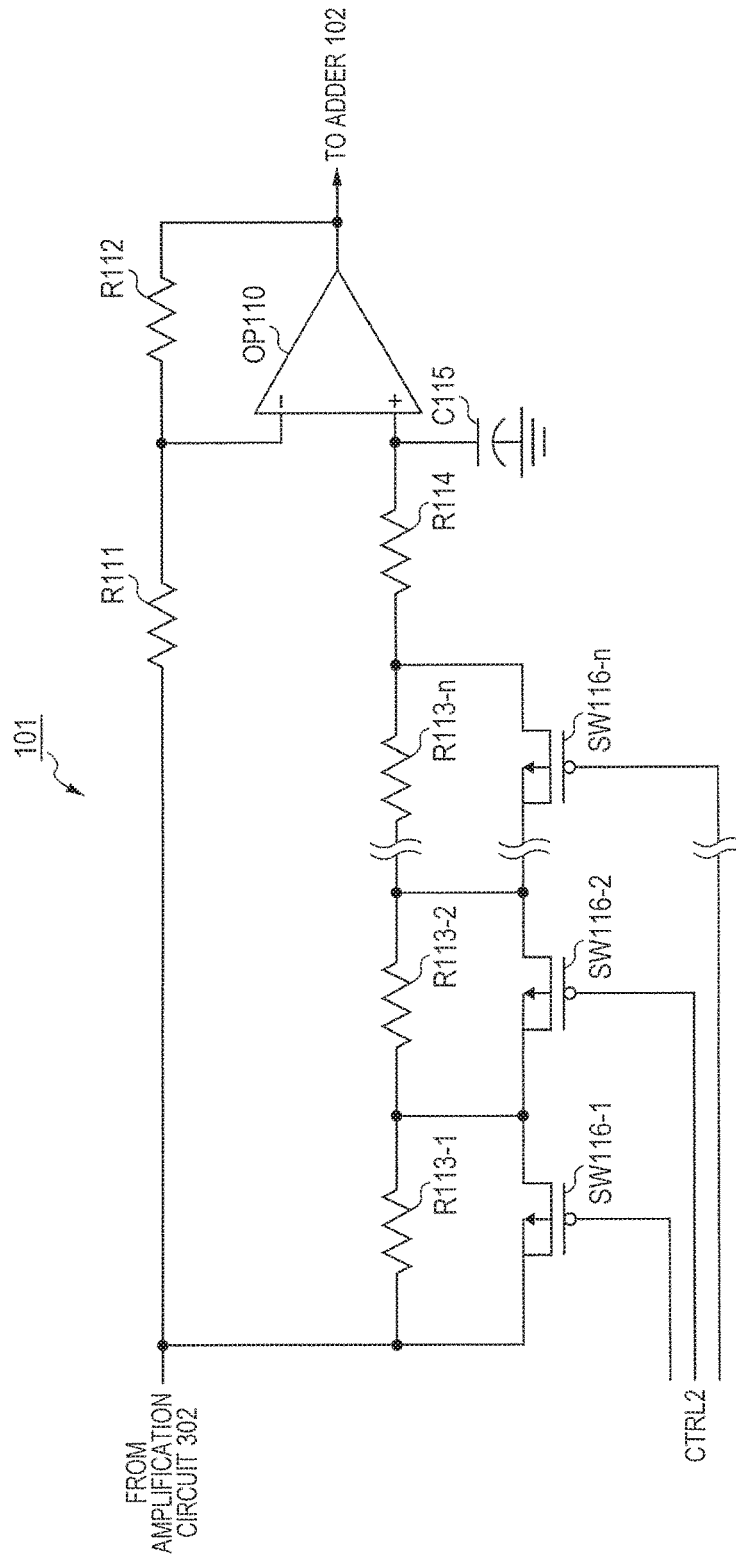 101
FROM
AMPLIFICATION
CIRCUIT 302
R111
R112
OP110
-
+
TO ADDER 102
C115
R113-1
R113-2
R113-n
R114
SW116-1
SW116-2
SW116-n
CTRL2